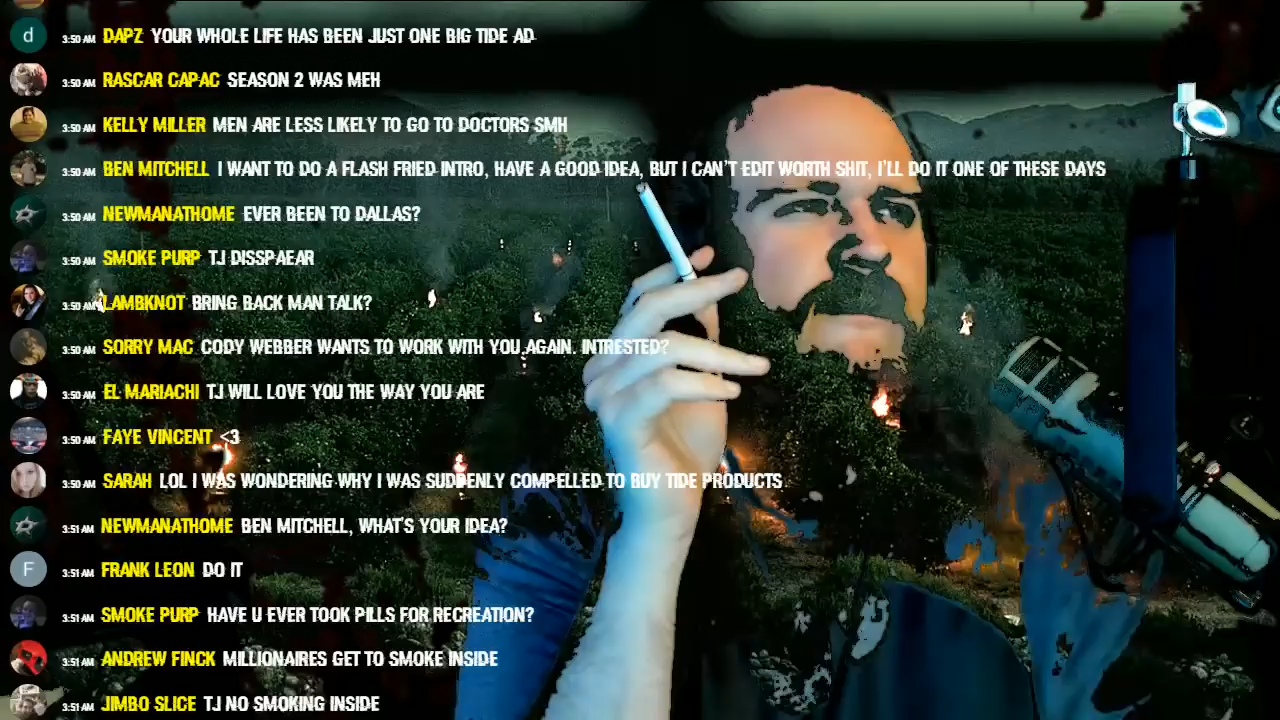 d 3:50 AM DAPZ YOUR WHOLE LIFE HAS BEEN JUST ONE BIG TIDE AD
3:50 AM RASCAR CAPAC SEASON 2 WAS MEH
3:50 AM KELLY MILLER MEN ARE LESS LIKELY TO GO TO DOCTORS SMH
3:50 AM BEN MITCHELL I WANT TO DO A FLASH FRIED INTRO, HAVE A GOOD IDEA, BUT I CAN'T EDIT WORTH SHIT, I'LL DO IT ONE OF THESE DAYS
3:50 AM NEWMANATHOME EVER BEEN TO DALLAS?
3:50 AM SMOKE PURP TJ DISSPAEAR
3:50 AM LAMBKNOT BRING BACK MAN TALK?
3:50 AM SORRY MAC CODY WEBBER WANTS TO WORK WITH YOU AGAIN. INTRESTED?
3:50 AM EL MARIACHI TJ WILL LOVE YOU THE WAY YOU ARE
3:50 AM FAYE VINCENT <3
3:50 AM SARAH LOL I WAS WONDERING WHY I WAS SUDDENLY COMPELLED TO BUY TIDE PRODUCTS
3:51 AM NEWMANATHOME BEN MITCHELL, WHAT'S YOUR IDEA?
F 3:51 AM FRANK LEON DO IT
3:51 AM SMOKE PURP HAVE U EVER TOOK PILLS FOR RECREATION?
3:51 AM ANDREW FINCK MILLIONAIRES GET TO SMOKE INSIDE
3:51 AM JIMBO SLICE TJ NO SMOKING INSIDE